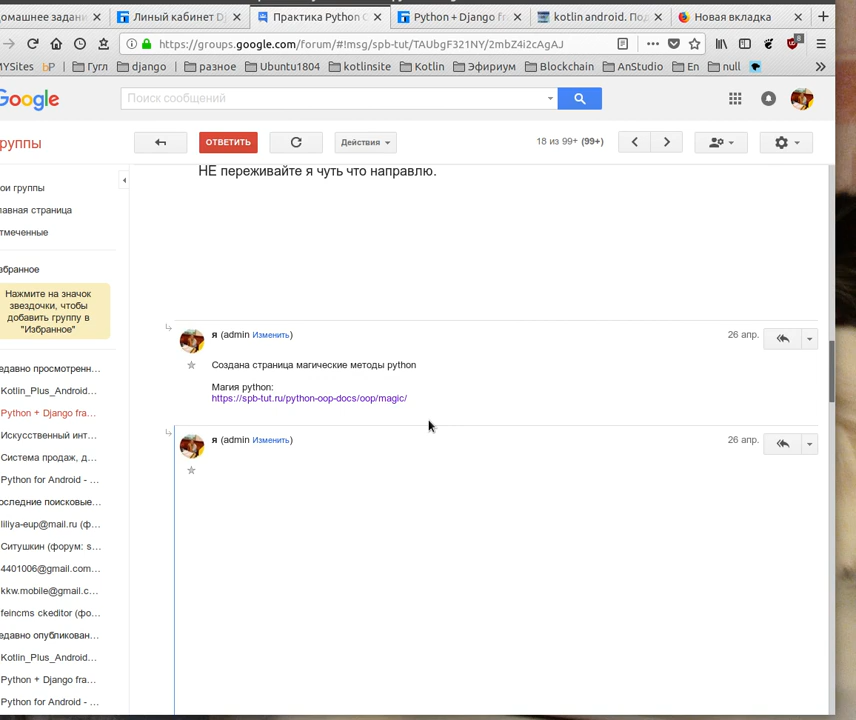 омашнее задани
Линый кабинет D
Практика Python C
Python + Django fra
kotlin android. По
Новая вкладка
https://groups.google.com/forum/#!msg/spb-tut/TAUbgF321NY/2mbZ4i2cAgAJ
8
MYSites
bP
Гугл
django
разное
Ubuntu1804
kotlinsite
Kotlin
Эфириум
Blockchain
AnStudio
En
null
Google
Поиск сообщений
руппы
ОТВЕТИТЬ
Действия
18 из 99+ (99+)
НЕ переживайте я чуть что направлю.
ои группы
лавная страница
тмеченные
збранное
Нажмите на значок
звездочки, чтобы
добавить группу в
"Избранное"
едавно просмотренн...
Kotlin_Plus_Android...
Python + Django fra...
Искусственный инт...
Система продаж, д...
Python for Android - ...
оследние поисковые...
liliya-eup@mail.ru (ф...
Ситушкин (форум: s...
4401006@gmail.com...
kkw.mobile@gmail.c...
feincms ckeditor (фо...
едавно опубликован...
Kotlin_Plus_Android...
Python + Django fra...
Python for Android - ...
я (admin Изменить)
26 апр.
Создана страница магические методы python
Магия python:
https://spb-tut.ru/python-oop-docs/oop/magic/
я (admin Изменить)
26 апр.